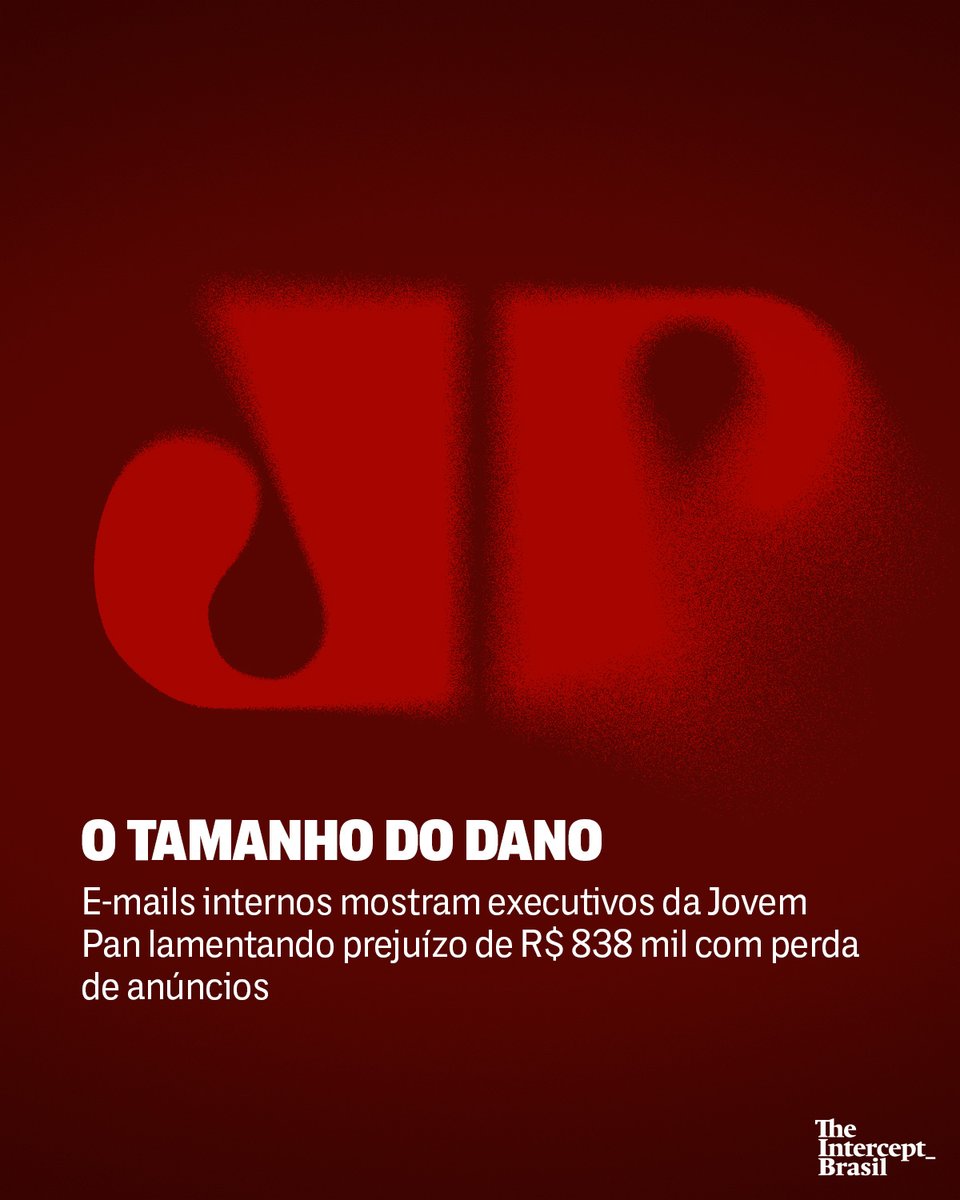 JP
O TAMANHO DO DANO
E-mails internos mostram executivos da Jovem
Pan lamentando prejuízo de R$ 838 mil com perda
de anúncios
The
Intercept_
Brasil